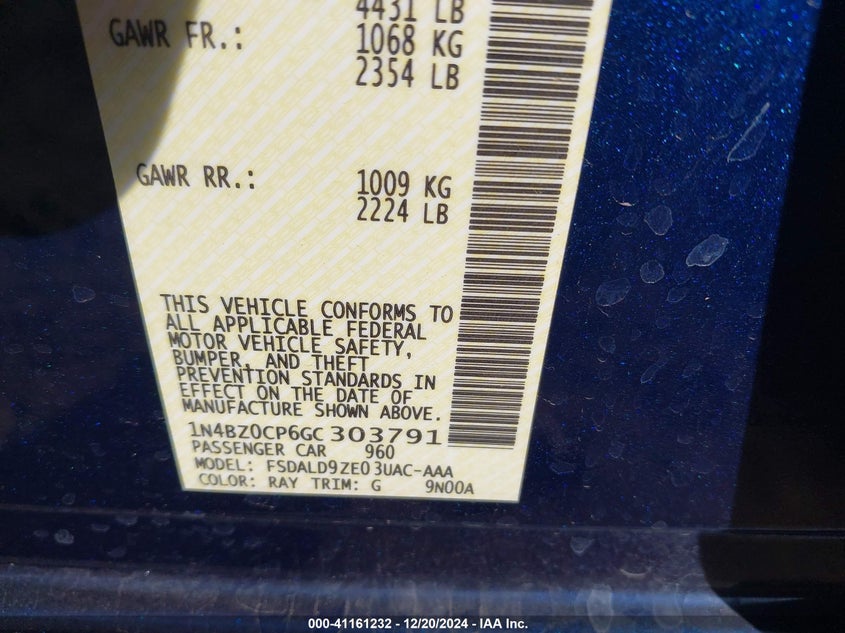 4431 LB
GAWR FR.: 1068 KG
2354 LB
GAWR RR.: 1009 KG
2224 LB
THIS VEHICLE CONFORMS TO
ALL APPLICABLE FEDERAL
MOTOR VEHICLE SAFETY,
BUMPER, AND THEFT
PREVENTION STANDARDS IN
EFFECT ON THE DATE OF
MANUFACTURE SHOWN ABOVE.
1N4BZ0CP6GC303791
PASSENGER CAR 960
MODEL: FSDALD9ZE0 3UAC-AAA
COLOR: RAY TRIM: G 9N00A
000-41161232 - 12/20/2024 - IAA Inc.